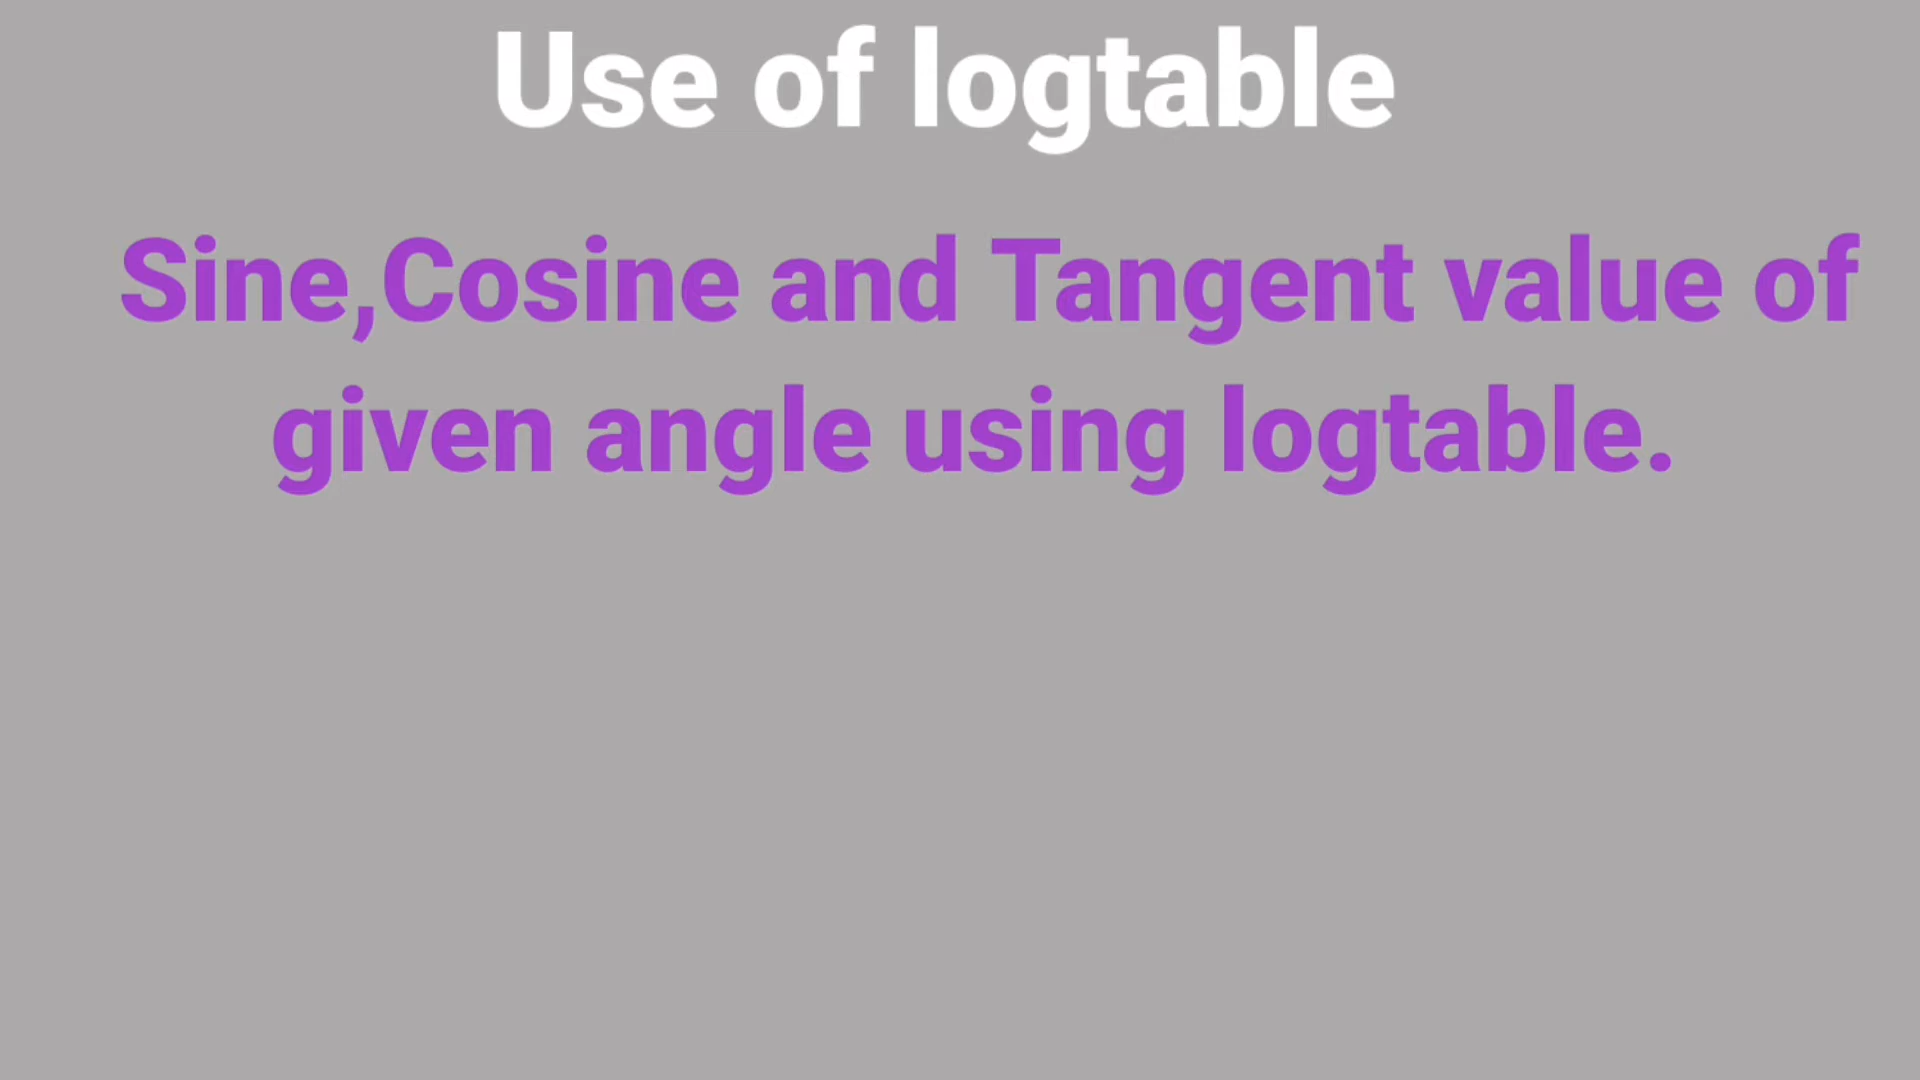 Use of logtable
Sine,Cosine and Tangent value of
given angle using logtable.